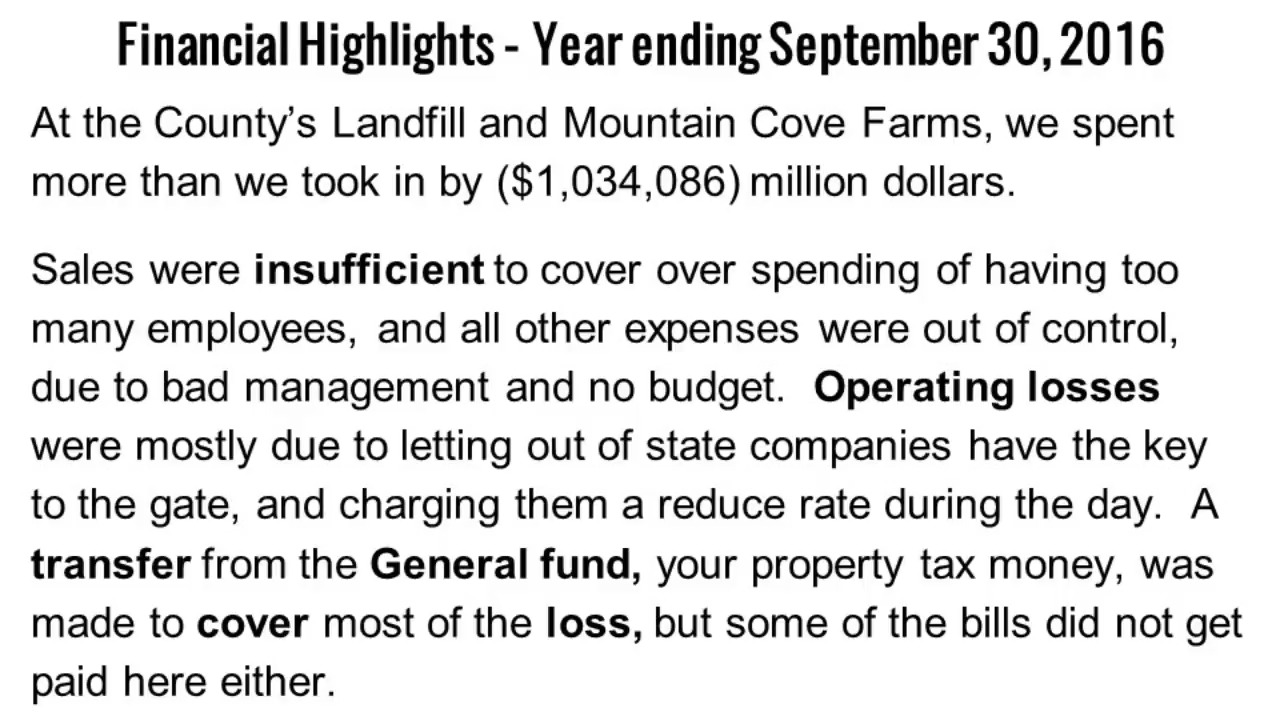 Financial Highlights - Year ending September 30, 2016
At the County’s Landfill and Mountain Cove Farms, we spent
more than we took in by ($1,034,086) million dollars.
Sales were insufficient to cover over spending of having too
many employees, and all other expenses were out of control,
due to bad management and no budget. Operating losses
were mostly due to letting out of state companies have the key
to the gate, and charging them a reduce rate during the day. A
transfer from the General fund, your property tax money, was
made to cover most of the loss, but some of the bills did not get
paid here either.